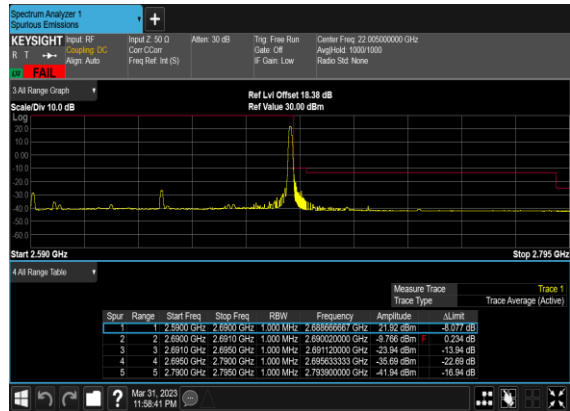 Spectrum Analyzer 1
Spurious Emissions
KEYSIGHT Input: RF Input Z: 50 Ω Atten: 30 dB Trig: Free Run Center Freq: 22.005000000 GHz
R T Coupling: DC Corr CCorr Gate: Off Avg|Hold: 1000/1000
Align: Auto Freq Ref: Int (S) IF Gain: Low Radio Std: None
FAIL
3 All Range Graph
Ref Lvl Offset 18.38 dB
Scale/Div 10.0 dB Ref Value 30.00 dBm
Log
20.0
10.0
0.00
-10.0
-20.0
-30.0
-40.0
-50.0
-60.0
Start 2.590 GHz Stop 2.795 GHz
4 All Range Table
Measure Trace Trace 1
Trace Type Trace Average (Active)
Spur Range Start Freq Stop Freq RBW Frequency Amplitude ΔLimit
1 1 2.5900 GHz 2.6900 GHz 1.000 MHz 2.688666667 GHz 21.92 dBm -8.077 dB
2 2 2.6900 GHz 2.6910 GHz 1.000 MHz 2.690020000 GHz -9.766 dBm F 0.234 dB
3 3 2.6910 GHz 2.6950 GHz 1.000 MHz 2.691120000 GHz -23.94 dBm -13.94 dB
4 4 2.6950 GHz 2.7900 GHz 1.000 MHz 2.695633333 GHz -35.69 dBm -22.69 dB
5 5 2.7900 GHz 2.7950 GHz 1.000 MHz 2.793900000 GHz -41.94 dBm -16.94 dB
Mar 31, 2023
11:58:41 PM